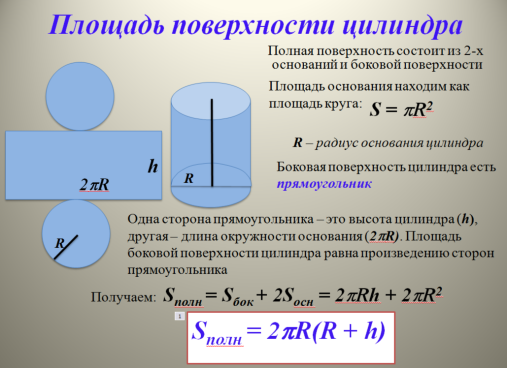 Площадь поверхности цилиндра
Полная поверхность состоит из 2-х
оснований и боковой поверхности
Площадь основания находим как
площадь круга: S = πR²
R – радиус основания цилиндра
Боковая поверхность цилиндра есть
прямоугольник
h
2πR
R
R
Одна сторона прямоугольника – это высота цилиндра (h),
другая – длина окружности основания (2πR). Площадь
боковой поверхности цилиндра равна произведению сторон
прямоугольника
Получаем: Sполн = Sбок + 2Sосн = 2πRh + 2πR²
1
Sполн = 2πR(R + h)